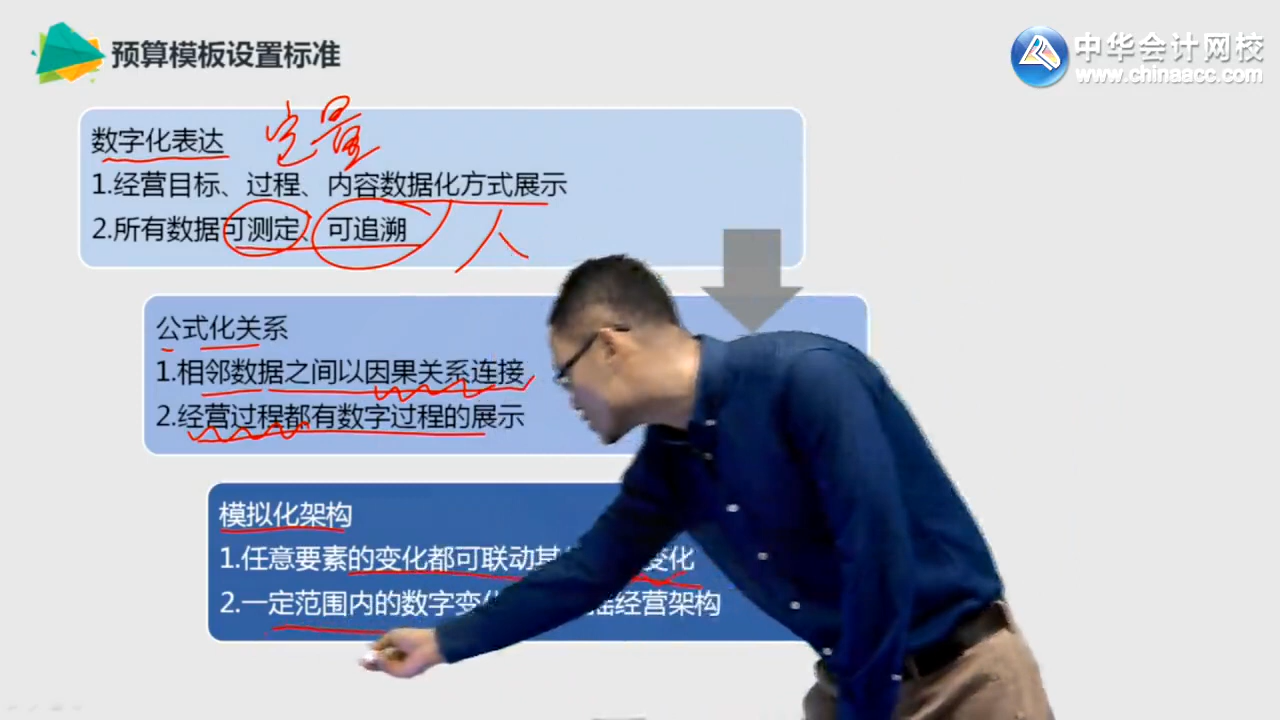 预算模板设置标准
中华会计网校
www.chinaacc.com
数字化表达 定量
1.经营目标、过程、内容数据化方式展示
2.所有数据可测定、可追溯 人
公式化关系
1.相邻数据之间以因果关系连接
2.经营过程都有数字过程的展示
模拟化架构
1.任意要素的变化都可联动其 变化
2.一定范围内的数字变 摇经营架构